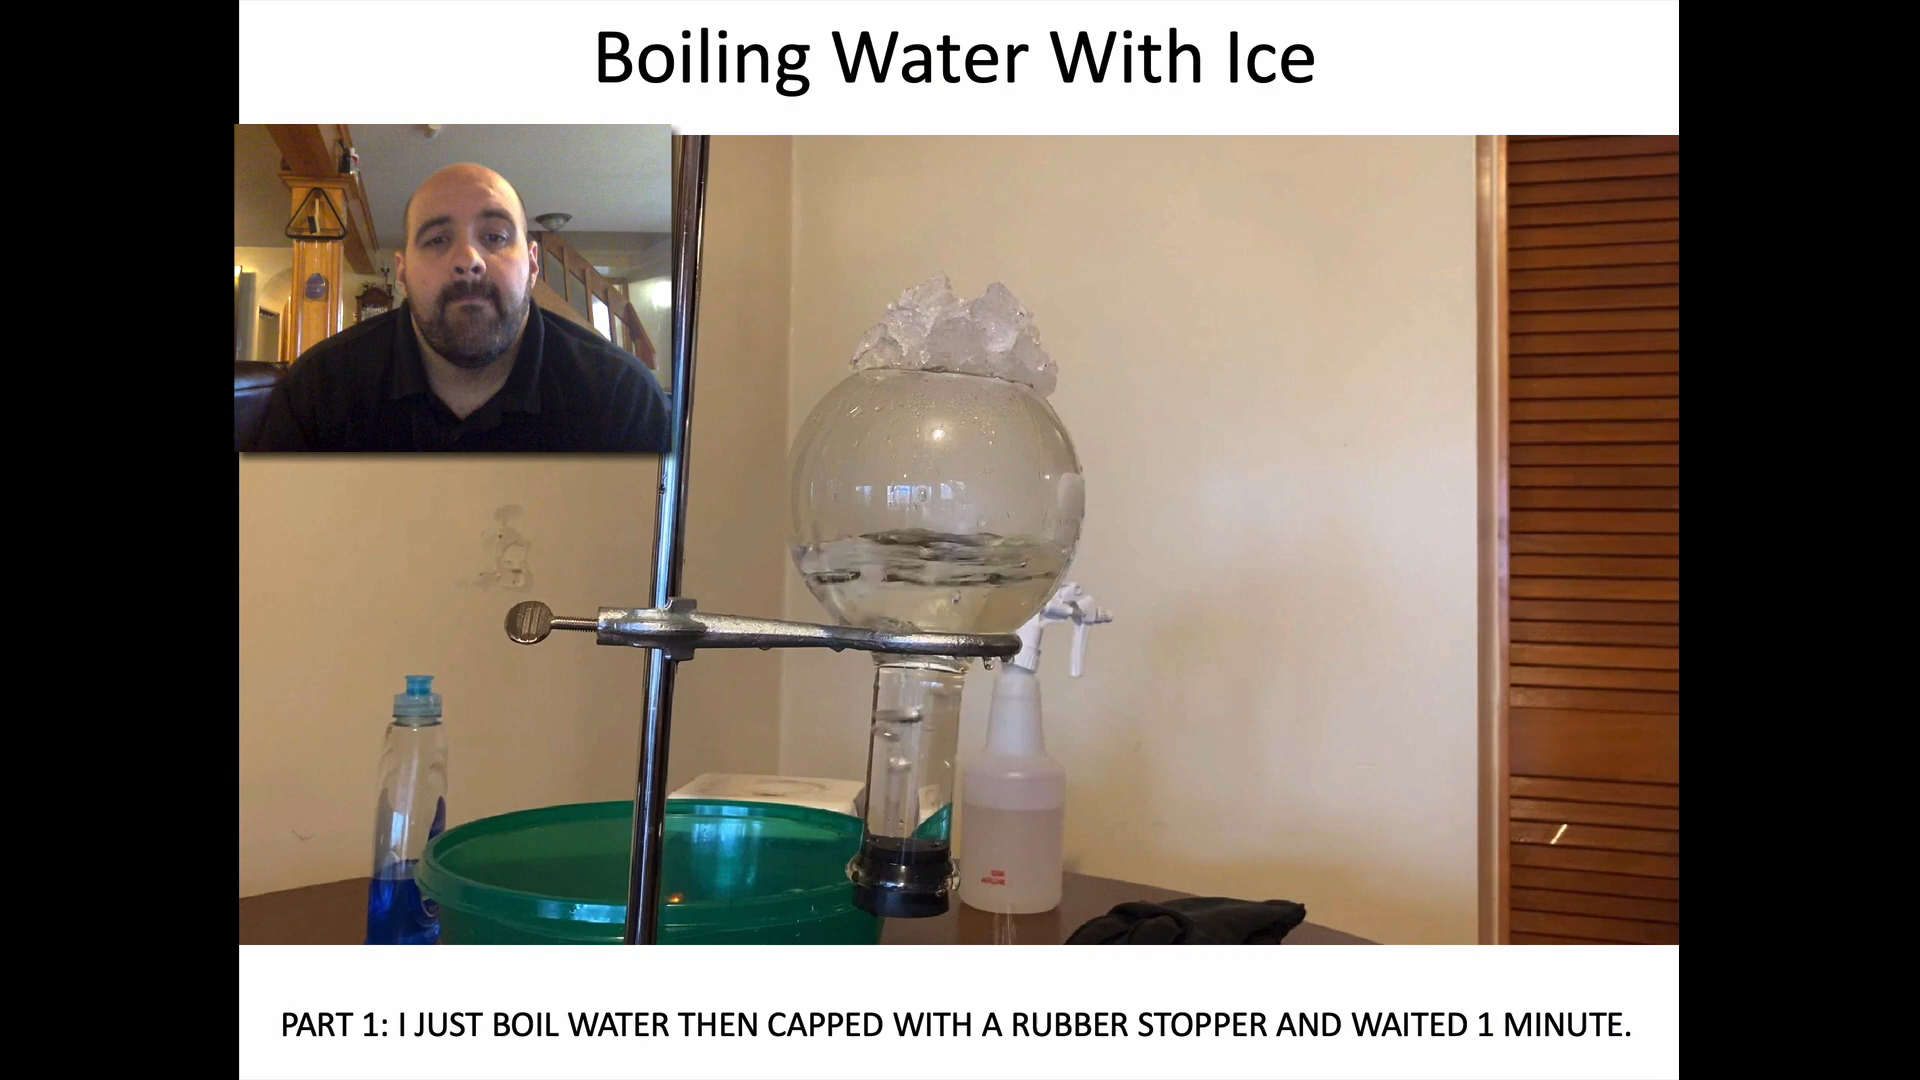 Boiling Water With Ice
PART 1: I JUST BOIL WATER THEN CAPPED WITH A RUBBER STOPPER AND WAITED 1 MINUTE.